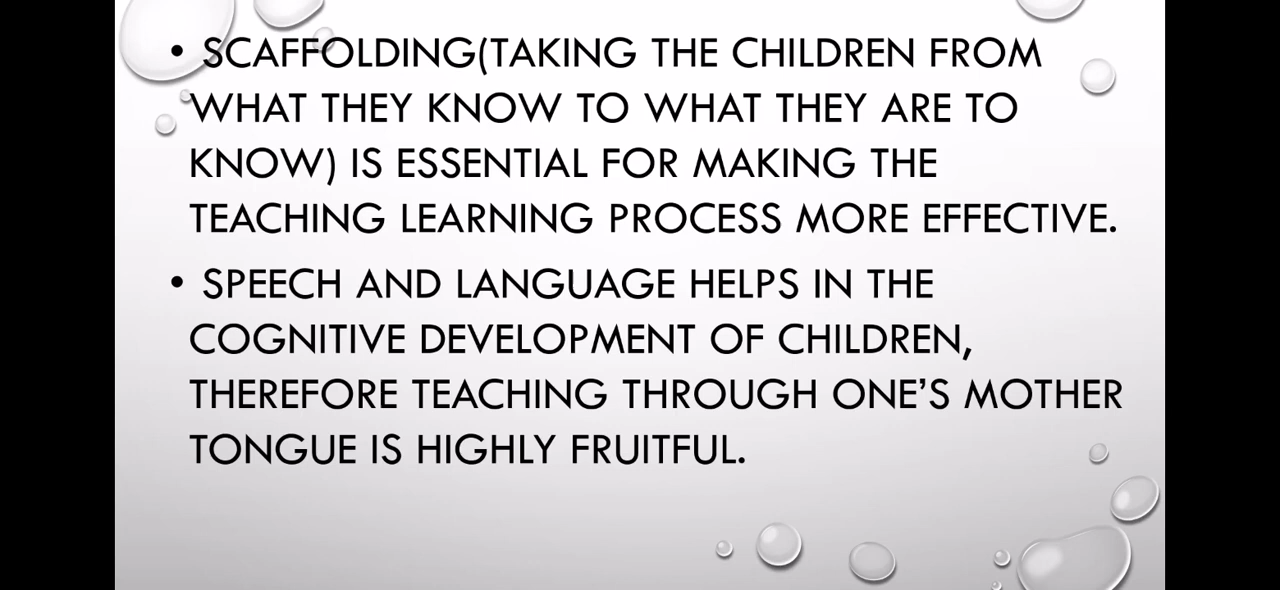 • SCAFFOLDING(TAKING THE CHILDREN FROM
WHAT THEY KNOW TO WHAT THEY ARE TO
KNOW) IS ESSENTIAL FOR MAKING THE
TEACHING LEARNING PROCESS MORE EFFECTIVE.
• SPEECH AND LANGUAGE HELPS IN THE
COGNITIVE DEVELOPMENT OF CHILDREN,
THEREFORE TEACHING THROUGH ONE’S MOTHER
TONGUE IS HIGHLY FRUITFUL.